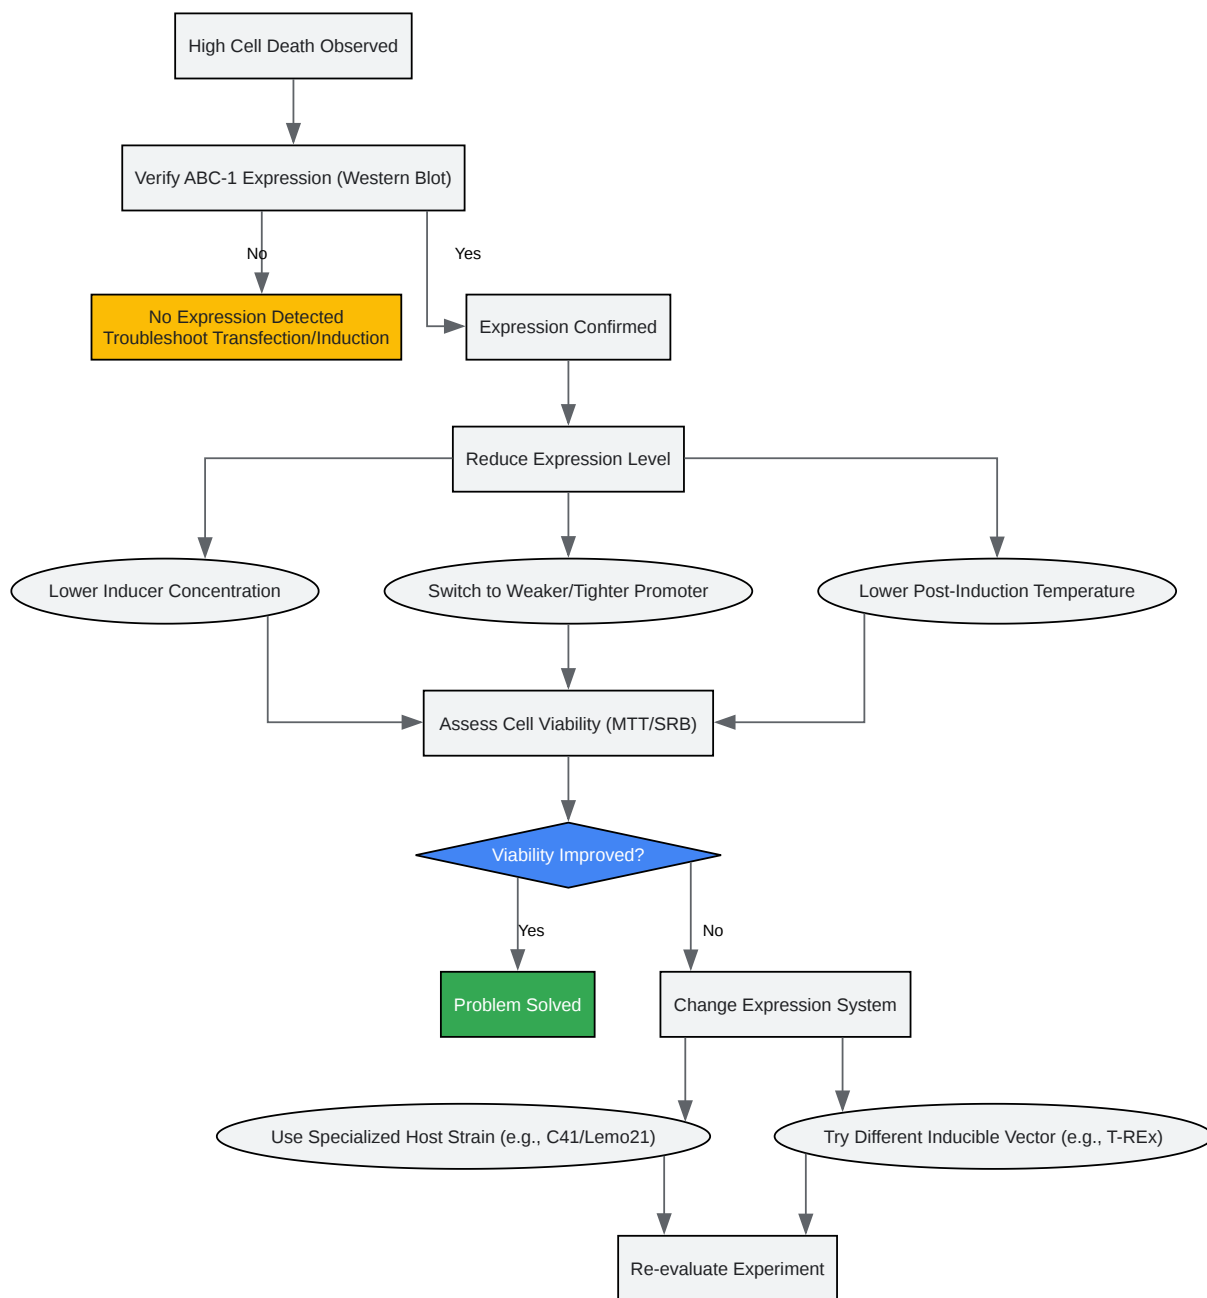 High Cell Death Observed
Verify ABC-1 Expression (Western Blot)
No
Yes
No Expression Detected
Troubleshoot Transfection/Induction
Expression Confirmed
Reduce Expression Level
Lower Inducer Concentration
Switch to Weaker/Tighter Promoter
Lower Post-Induction Temperature
Assess Cell Viability (MTT/SRB)
Viability Improved?
Yes
No
Problem Solved
Change Expression System
Use Specialized Host Strain (e.g., C41/Lemo21)
Try Different Inducible Vector (e.g., T-REx)
Re-evaluate Experiment